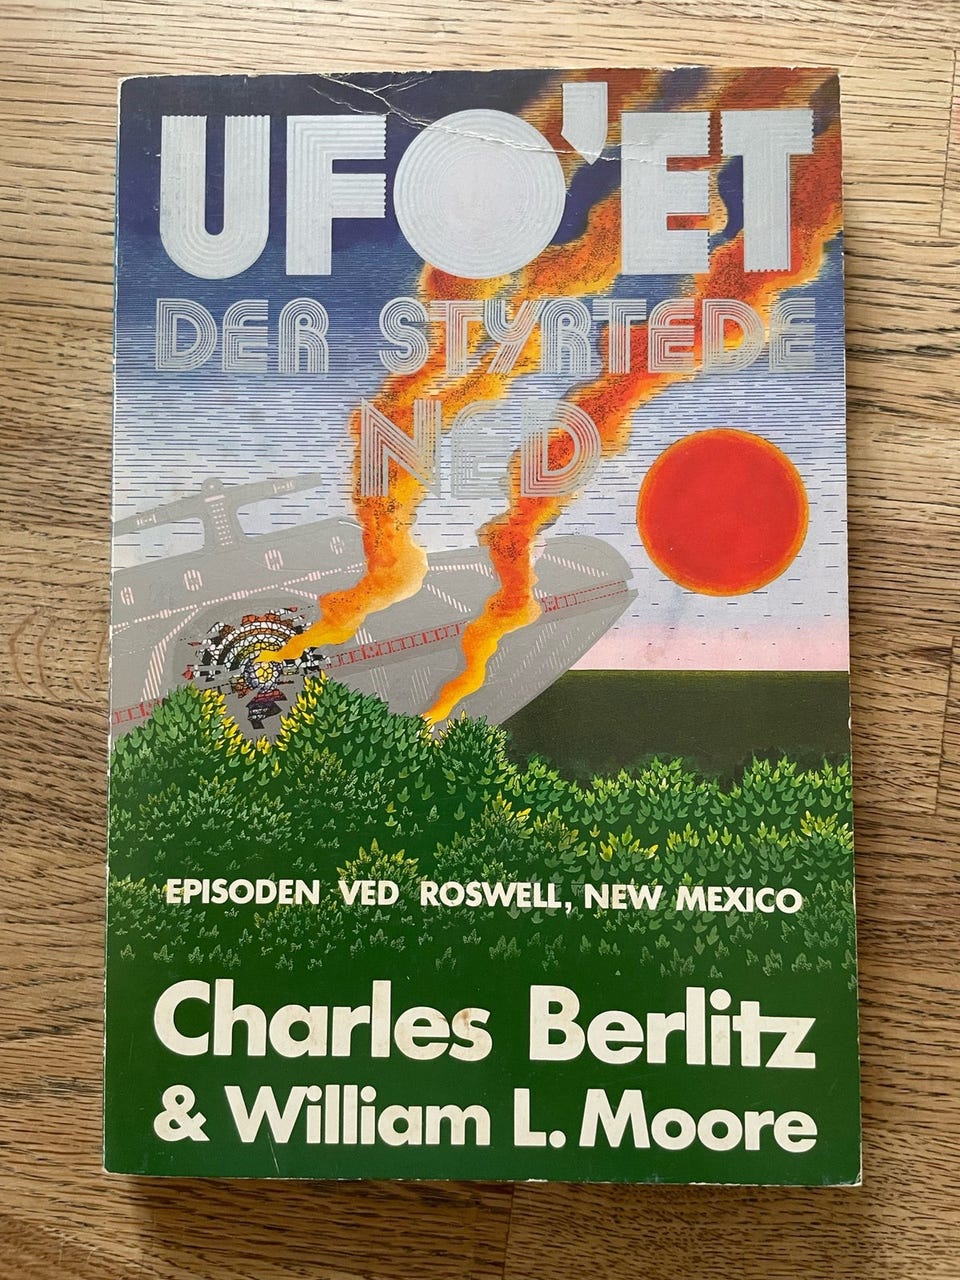 UFO'ET
DER STYRTEDE
NED
EPISODEN VED ROSWELL, NEW MEXICO
Charles Berlitz
& William L. Moore